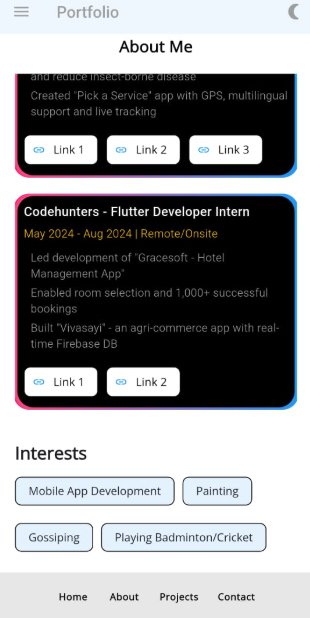 Portfolio
About Me
and reduce insect-borne disease
Created "Pick a Service" app with GPS, multilingual
support and live tracking
Link 1 Link 2 Link 3
Codehunters - Flutter Developer Intern
May 2024 - Aug 2024 | Remote/Onsite
Led development of "Gracesoft - Hotel
Management App"
Enabled room selection and 1,000+ successful
bookings
Built "Vivasayi" - an agri-commerce app with real-
time Firebase DB
Link 1 Link 2
Interests
Mobile App Development Painting
Gossiping Playing Badminton/Cricket
Home About Projects Contact